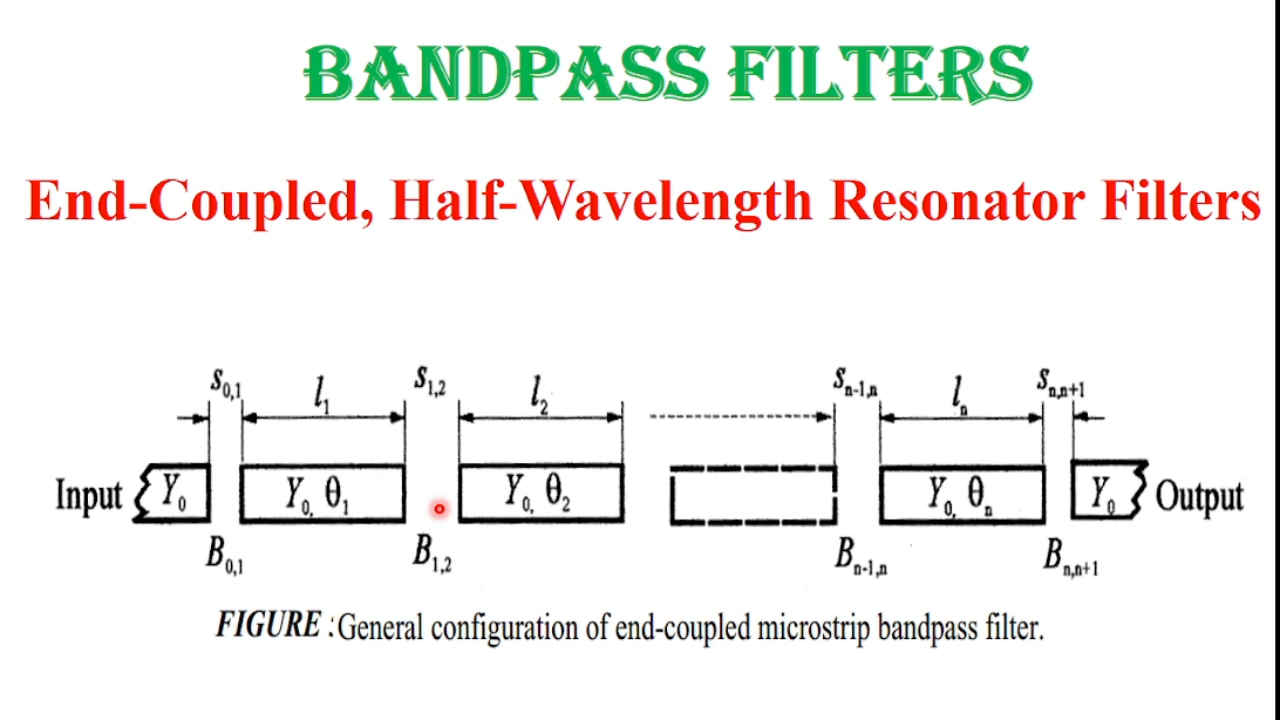 BANDPASS FILTERS
End-Coupled, Half-Wavelength Resonator Filters
S0,1 l1 S1,2 l2 Sn-1,n ln Sn,n+1
Input Y0 Y0, θ1 Y0, θ2 Y0, θn Y0 Output
B0,1 B1,2 Bn-1,n Bn,n+1
FIGURE : General configuration of end-coupled microstrip bandpass filter.